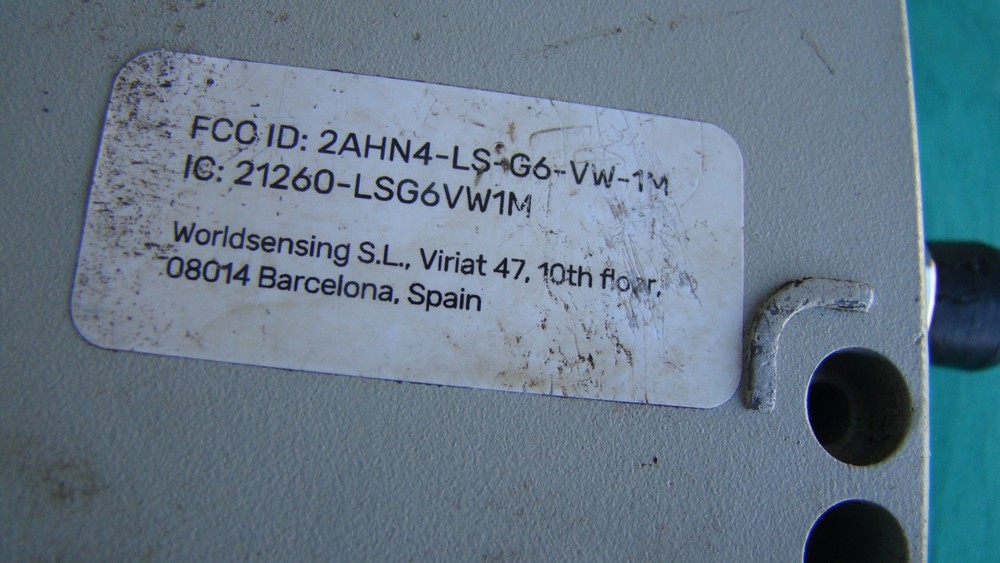 FCC ID: 2AHN4-LS-G6-VW-1M
IC: 21260-LSG6VW1M
Worldsensing S.L., Viriat 47, 10th floor,
08014 Barcelona, Spain